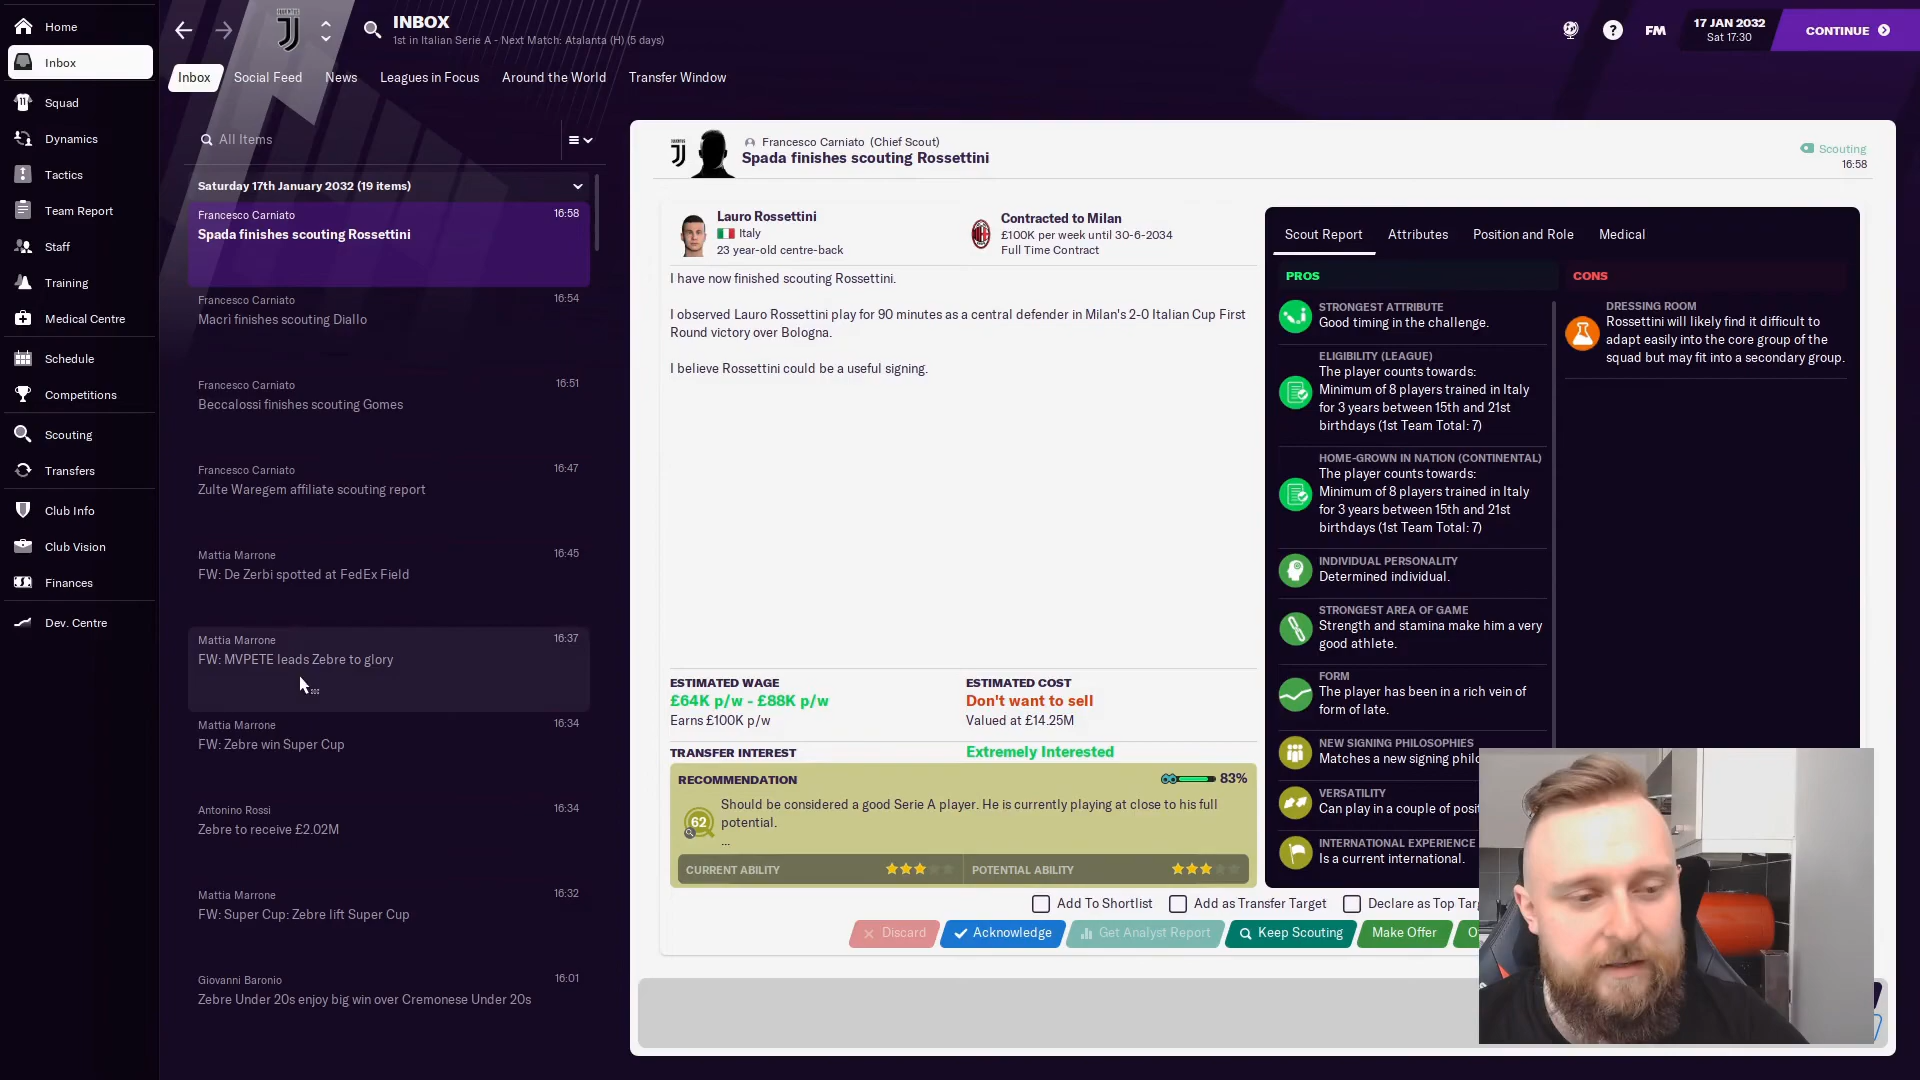 Home
Inbox
Squad
Dynamics
Tactics
Team Report
Staff
Training
Medical Centre
Schedule
Competitions
Scouting
Transfers
Club Info
Club Vision
Finances
Dev. Centre
INBOX
1st in Italian Serie A - Next Match: Atalanta (H) (5 days)
FM
17 JAN 2032
Sat 17:30
CONTINUE
Inbox
Social Feed
News
Leagues in Focus
Around the World
Transfer Window
All Items
Saturday 17th January 2032 (19 items)
Francesco Carniato 16:58
Spada finishes scouting Rossettini
Francesco Carniato 16:54
Macrì finishes scouting Diallo
Francesco Carniato 16:51
Beccalossi finishes scouting Gomes
Francesco Carniato 16:47
Zulte Waregem affiliate scouting report
Mattia Marrone 16:45
FW: De Zerbi spotted at FedEx Field
Mattia Marrone 16:37
FW: MVPETE leads Zebre to glory
Mattia Marrone 16:34
FW: Zebre win Super Cup
Antonino Rossi 16:34
Zebre to receive £2.02M
Mattia Marrone 16:32
FW: Super Cup: Zebre lift Super Cup
Giovanni Baronio 16:01
Zebre Under 20s enjoy big win over Cremonese Under 20s
Francesco Carniato (Chief Scout)
Spada finishes scouting Rossettini
Scouting
16:58
Lauro Rossettini
Italy
23 year-old centre-back
Contracted to Milan
£100K per week until 30-6-2034
Full Time Contract
I have now finished scouting Rossettini.
I observed Lauro Rossettini play for 90 minutes as a central defender in Milan's 2-0 Italian Cup First
Round victory over Bologna.
I believe Rossettini could be a useful signing.
ESTIMATED WAGE
£64K p/w - £88K p/w
Earns £100K p/w
ESTIMATED COST
Don't want to sell
Valued at £14.25M
TRANSFER INTEREST
Extremely Interested
RECOMMENDATION
83%
62
Should be considered a good Serie A player. He is currently playing at close to his full
potential.
...
CURRENT ABILITY
POTENTIAL ABILITY
Scout Report
Attributes
Position and Role
Medical
PROS
STRONGEST ATTRIBUTE
Good timing in the challenge.
ELIGIBILITY (LEAGUE)
The player counts towards:
Minimum of 8 players trained in Italy
for 3 years between 15th and 21st
birthdays (1st Team Total: 7)
HOME-GROWN IN NATION (CONTINENTAL)
The player counts towards:
Minimum of 8 players trained in Italy
for 3 years between 15th and 21st
birthdays (1st Team Total: 7)
INDIVIDUAL PERSONALITY
Determined individual.
STRONGEST AREA OF GAME
Strength and stamina make him a very
good athlete.
FORM
The player has been in a rich vein of
form of late.
NEW SIGNING PHILOSOPHIES
Matches a new signing philo
VERSATILITY
Can play in a couple of posit
INTERNATIONAL EXPERIENCE
Is a current international.
CONS
DRESSING ROOM
Rossettini will likely find it difficult to
adapt easily into the core group of the
squad but may fit into a secondary group.
Add To Shortlist
Add as Transfer Target
Declare as Top Targ
Discard
Acknowledge
Get Analyst Report
Keep Scouting
Make Offer
O